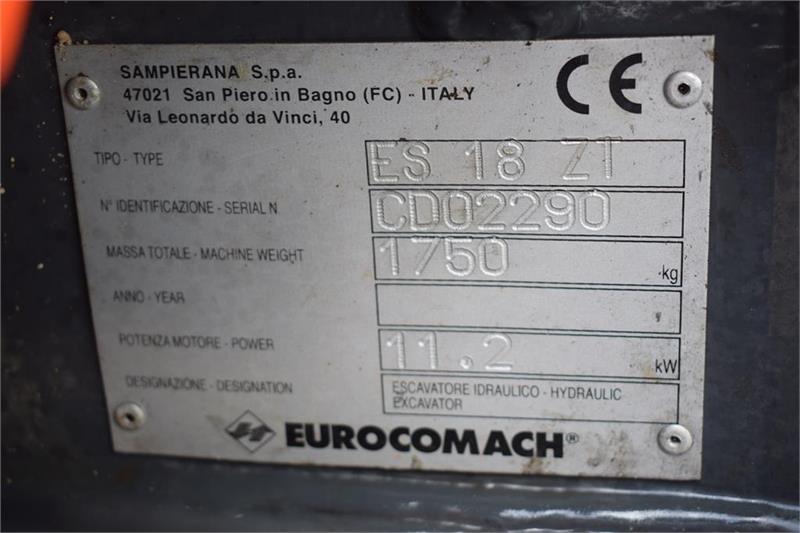 SAMPIERANA S.p.a.
47021 San Piero in Bagno (FC) - ITALY
Via Leonardo da Vinci, 40
CE
TIPO - TYPE ES 18 ZT
N° IDENTIFICAZIONE - SERIAL N CD02290
MASSA TOTALE - MACHINE WEIGHT 1750 kg
ANNO - YEAR
POTENZA MOTORE - POWER 11.2 kW
DESIGNAZIONE - DESIGNATION ESCAVATORE IDRAULICO - HYDRAULIC
EXCAVATOR
EUROCOMACH®